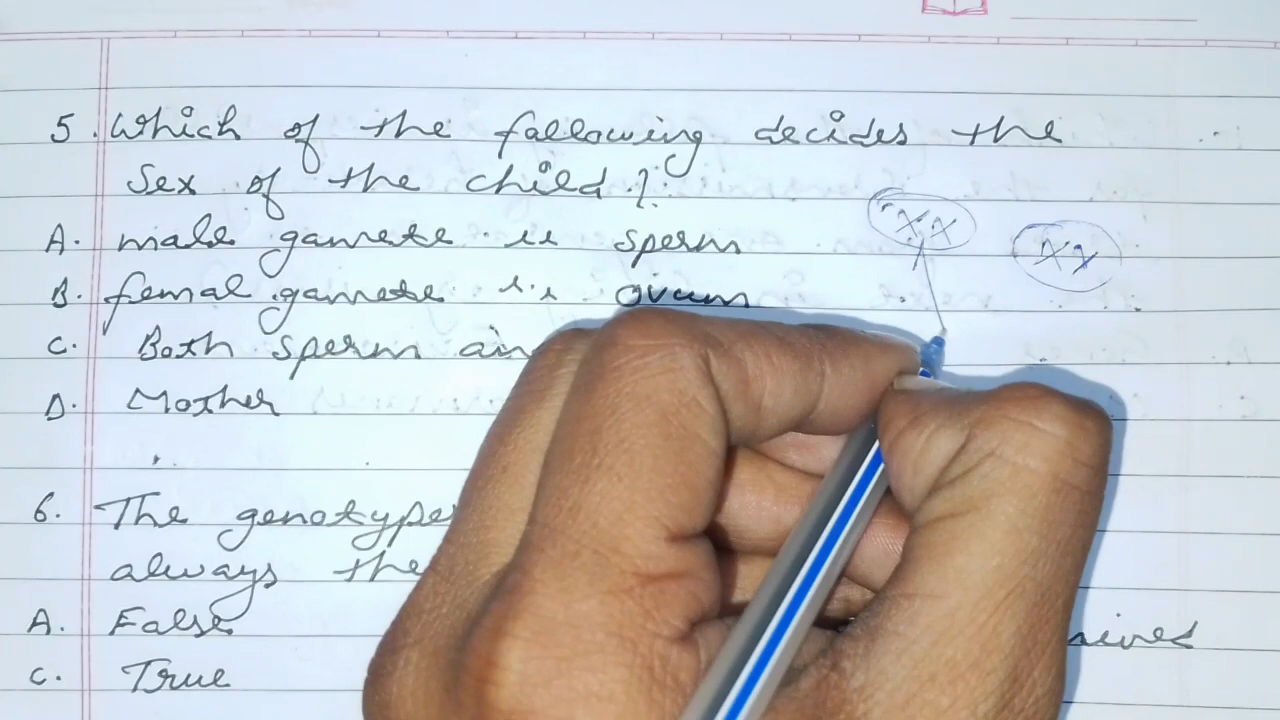 5. Which of the following decides the
Sex of the child ?
A. male gamete i.e sperm
XX
XY
B. femal gamete i.e ovum
C. Both sperm an
D. Mother
6. The genotype
always the
A. False
C. True